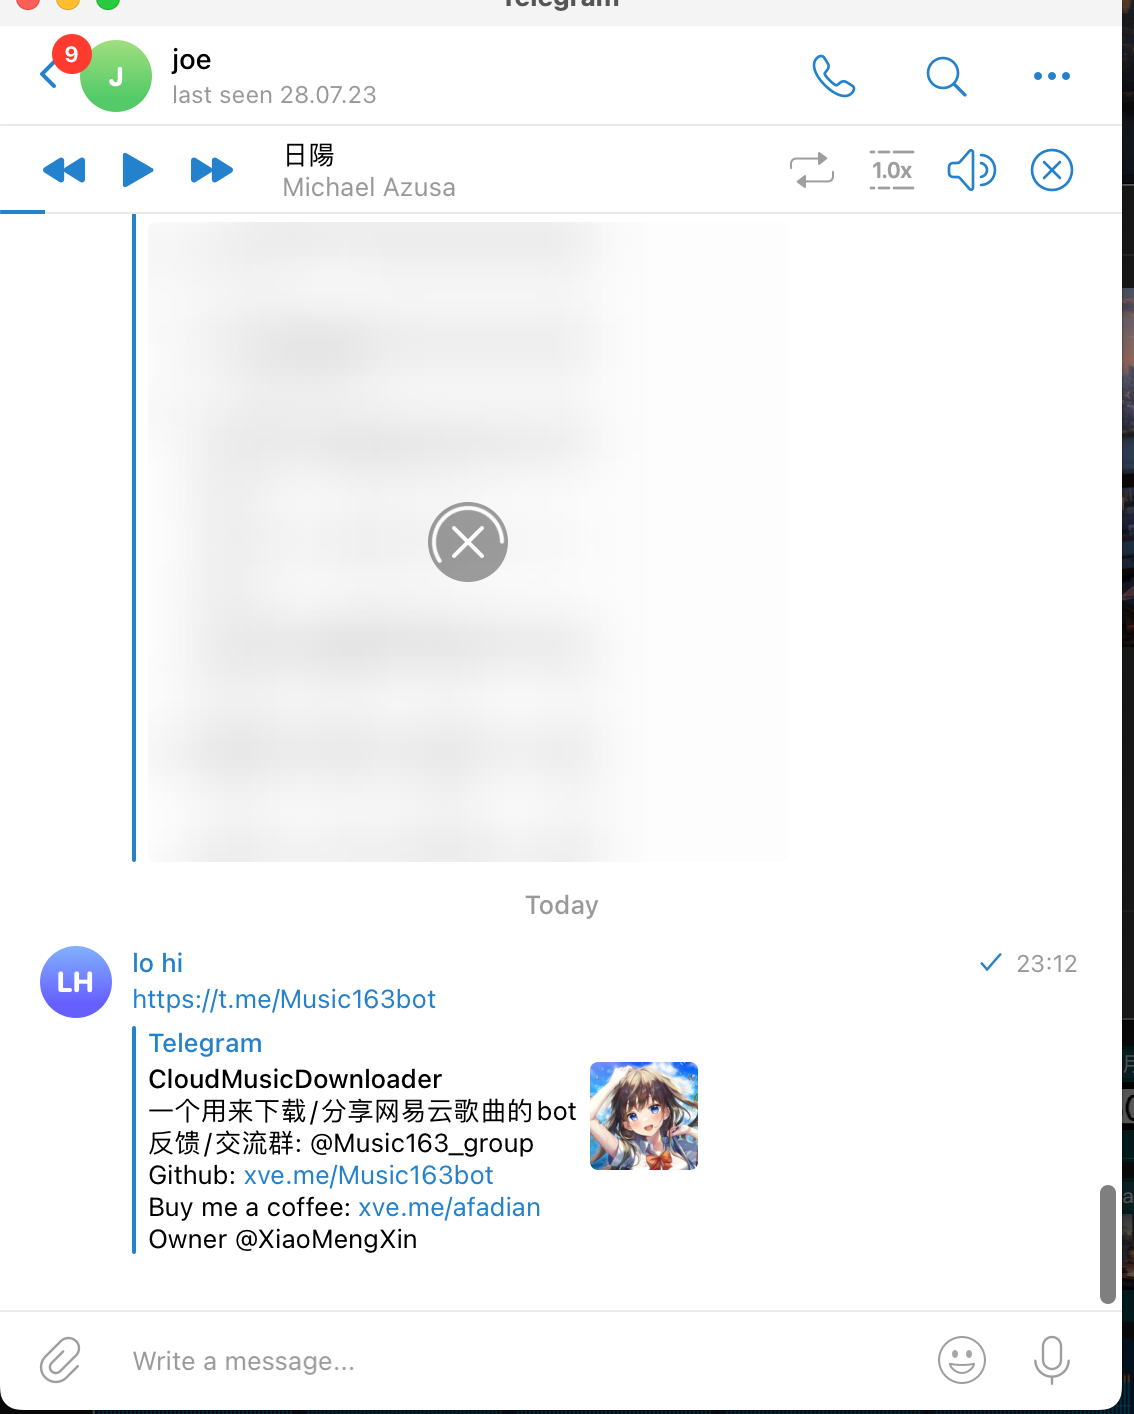 Telegram
9
J
joe
last seen 28.07.23
日陽
Michael Azusa
1.0x
Today
LH
lo hi
23:12
https://t.me/Music163bot
Telegram
CloudMusicDownloader
一个用来下载/分享网易云歌曲的bot
反馈/交流群: @Music163_group
Github: xve.me/Music163bot
Buy me a coffee: xve.me/afadian
Owner @XiaoMengXin
Write a message...